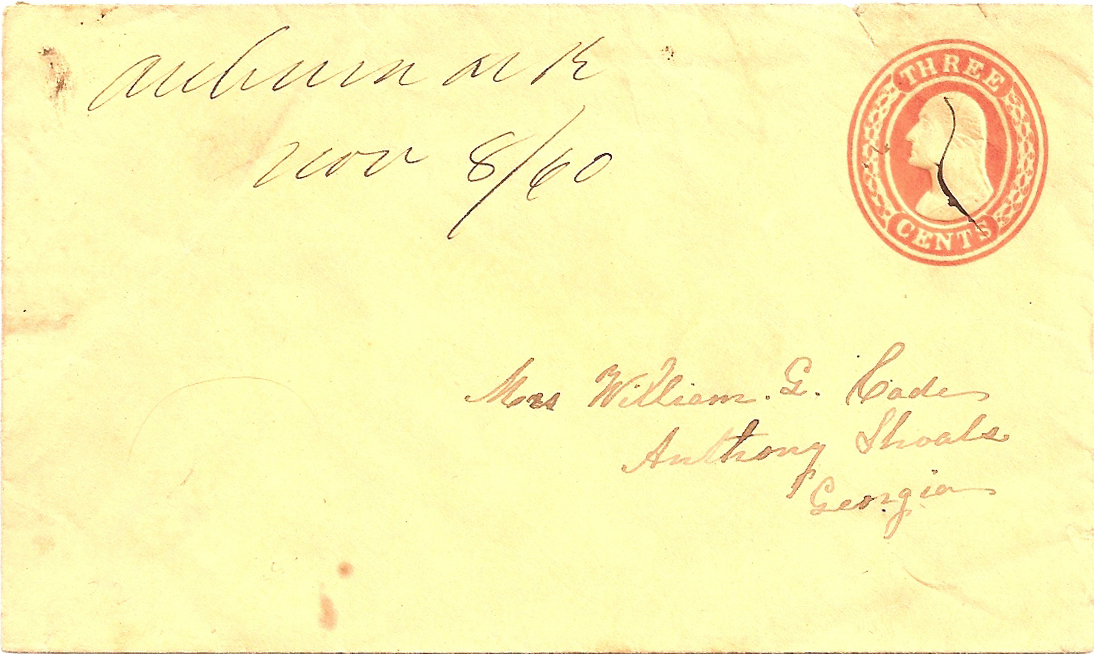 Auburn Ark
Nov 8/60
THREE
CENTS
Mrs William. G. Cade
Anthony Shoals
Georgia